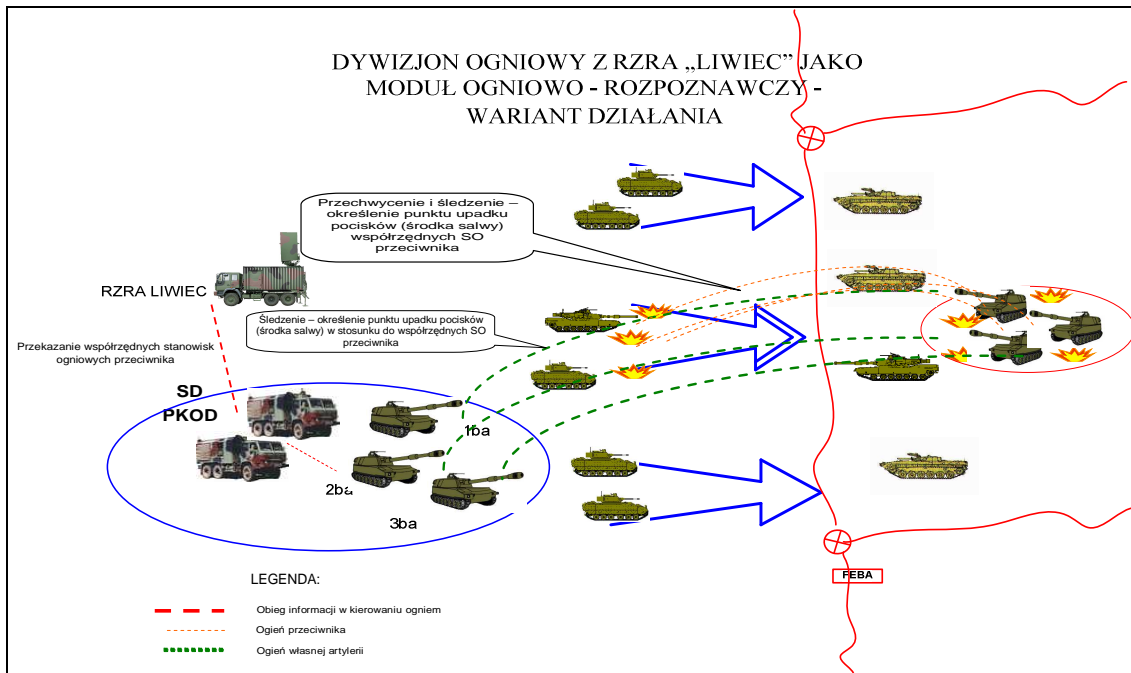 DYWIZJON OGNIOWY Z RZRA „LIWIEC” JAKO
MODUŁ OGNIOWO - ROZPOZNAWCZY -
WARIANT DZIAŁANIA
Przechwycenie i śledzenie –
określenie punktu upadku
pocisków (środka salwy)
współrzędnych SO
przeciwnika
RZRA LIWIEC
Śledzenie – określenie punktu upadku pocisków
(środka salwy) w stosunku do współrzędnych SO
przeciwnika
Przekazanie współrzędnych stanowisk
ogniowych przeciwnika
SD
PKOD
1ba
2ba
3ba
FEBA
LEGENDA:
Obieg informacji w kierowaniu ogniem
Ogień przeciwnika
Ogień własnej artylerii